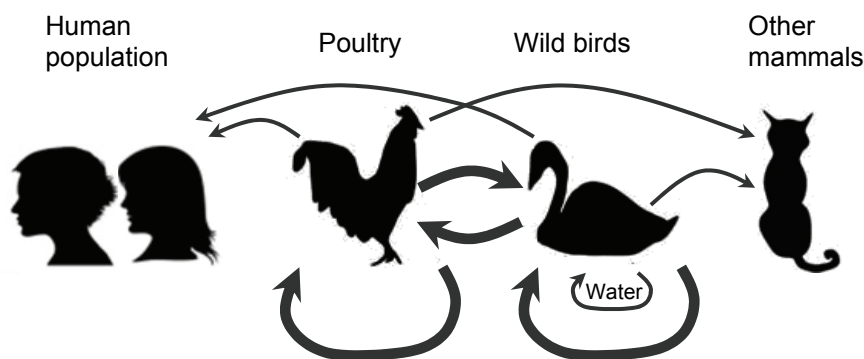 Human
population
Poultry
Wild birds
Other
mammals
Water